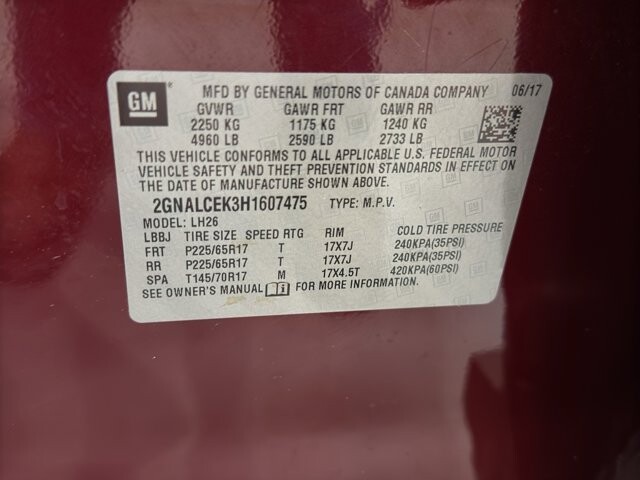 GM
MFD BY GENERAL MOTORS OF CANADA COMPANY 06/17
GVWR GAWR FRT GAWR RR
2250 KG 1175 KG 1240 KG
4960 LB 2590 LB 2733 LB
THIS VEHICLE CONFORMS TO ALL APPLICABLE U.S. FEDERAL MOTOR
VEHICLE SAFETY AND THEFT PREVENTION STANDARDS IN EFFECT ON
THE DATE OF MANUFACTURE SHOWN ABOVE.
2GNALCEK3H1607475 TYPE: M.P.V.
MODEL: LH26
LBBJ TIRE SIZE SPEED RTG RIM COLD TIRE PRESSURE
FRT P225/65R17 T 17X7J 240KPA(35PSI)
RR P225/65R17 T 17X7J 240KPA(35PSI)
SPA T145/70R17 M 17X4.5T 420KPA(60PSI)
SEE OWNER'S MANUAL FOR MORE INFORMATION.